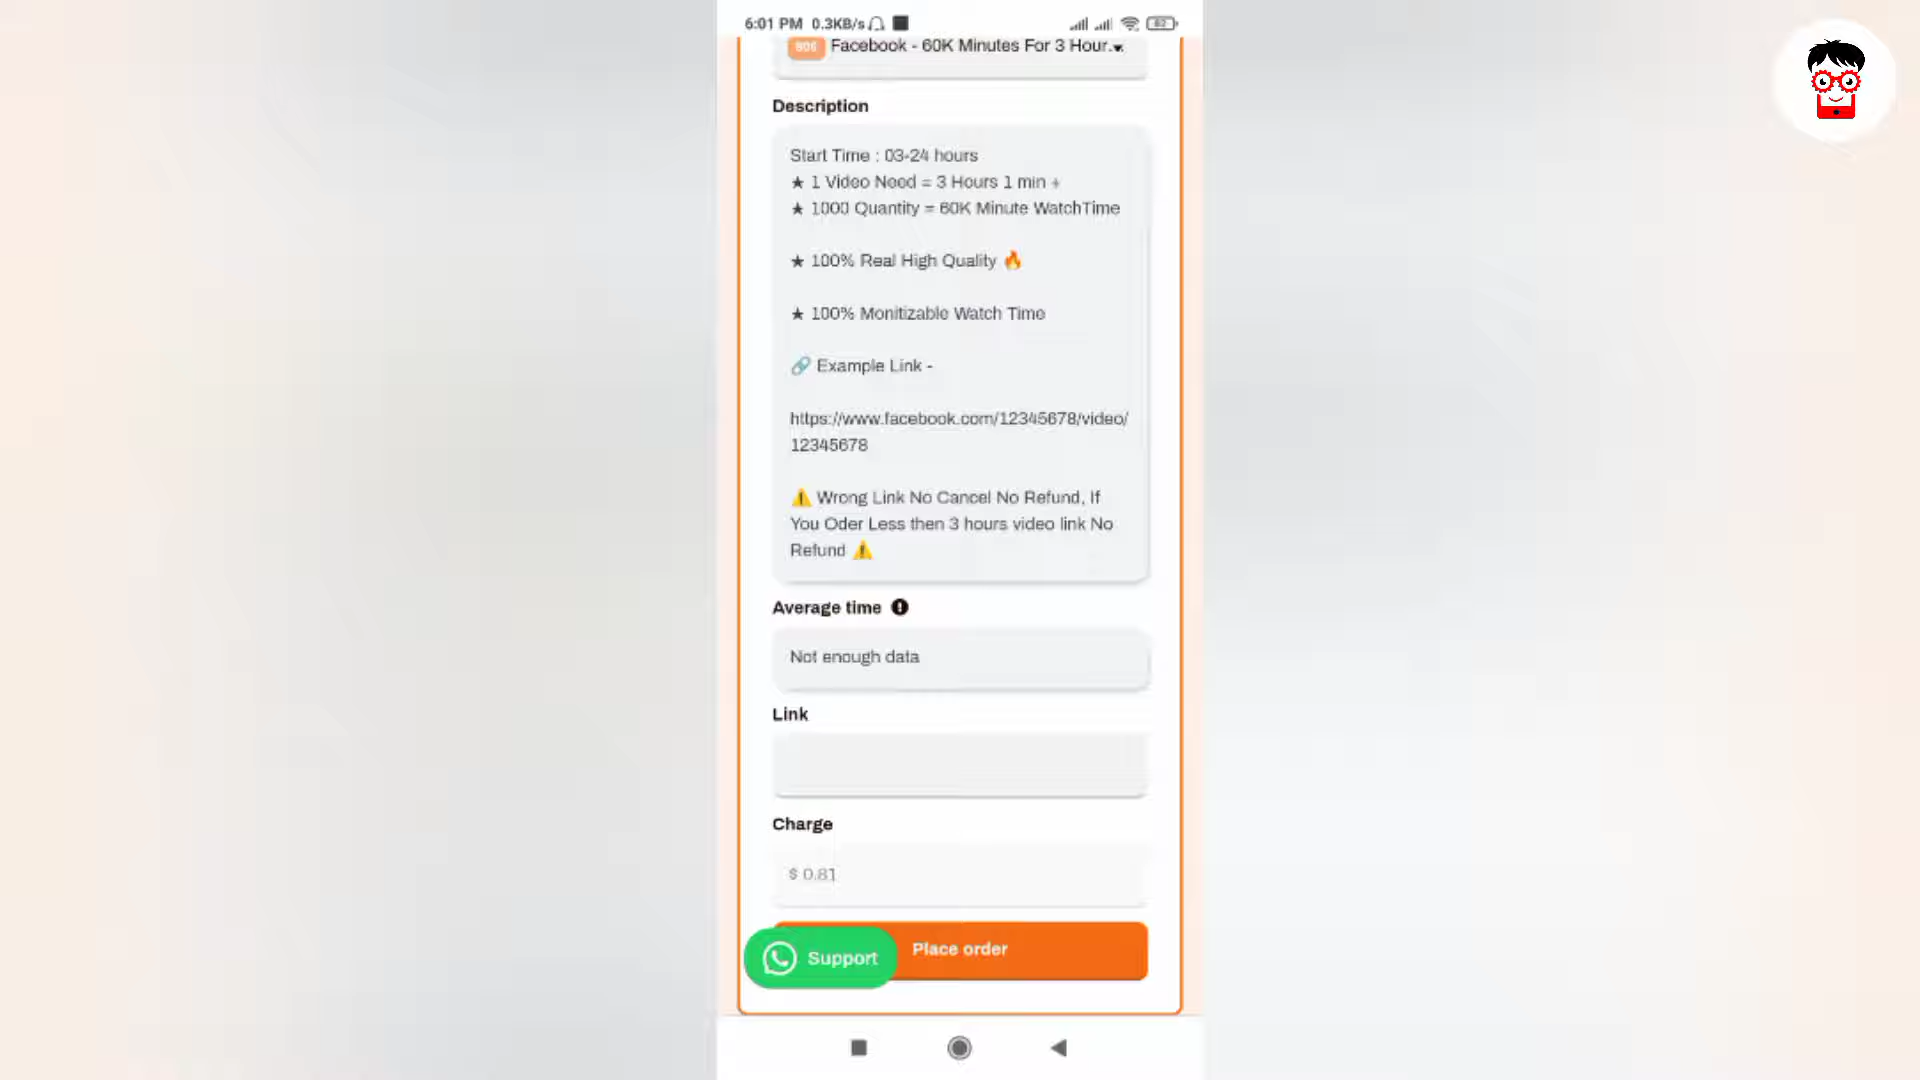 6:01 PM 0.3KB/s 82
Facebook - 60K Minutes For 3 Hour..
Description
Start Time : 03-24 hours
★ 1 Video Need = 3 Hours 1 min +
★ 1000 Quantity = 60K Minute WatchTime
★ 100% Real High Quality 🔥
★ 100% Monitizable Watch Time
🔗 Example Link -
https://www.facebook.com/12345678/video/
12345678
⚠️ Wrong Link No Cancel No Refund, If
You Oder Less then 3 hours video link No
Refund ⚠️
Average time
Not enough data
Link
Charge
$ 0.81
Place order
Support